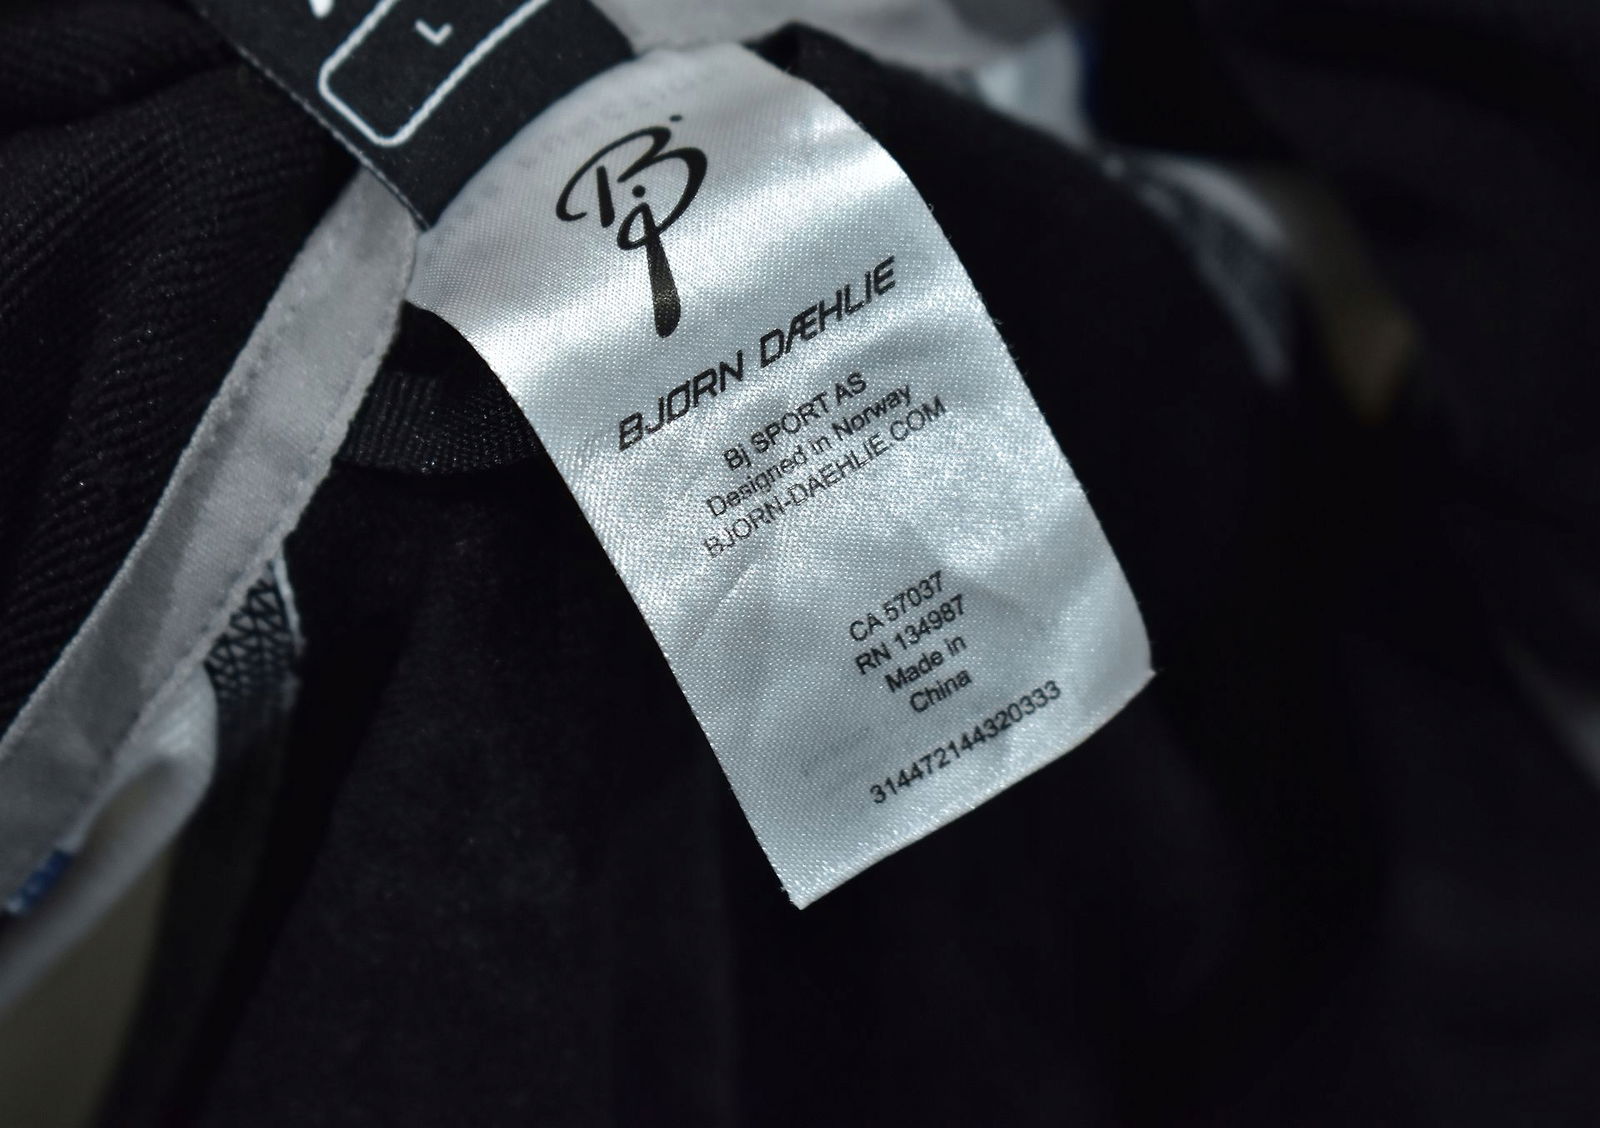 L
Bj
BJØRN DÆHLIE
Bj SPORT AS
Designed in Norway
BJORN-DAEHLIE.COM
CA 57037
RN 134987
Made in
China
314472144320333